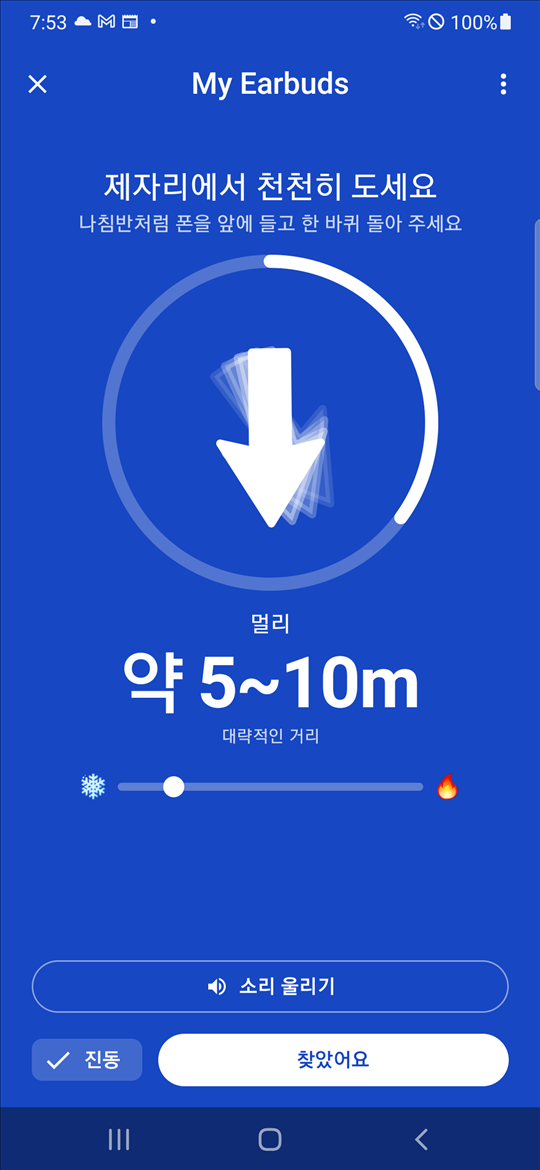 7:53
100%
My Earbuds
제자리에서 천천히 도세요
나침반처럼 폰을 앞에 들고 한 바퀴 돌아 주세요
멀리
약 5~10m
대략적인 거리
소리 울리기
진동
찾았어요